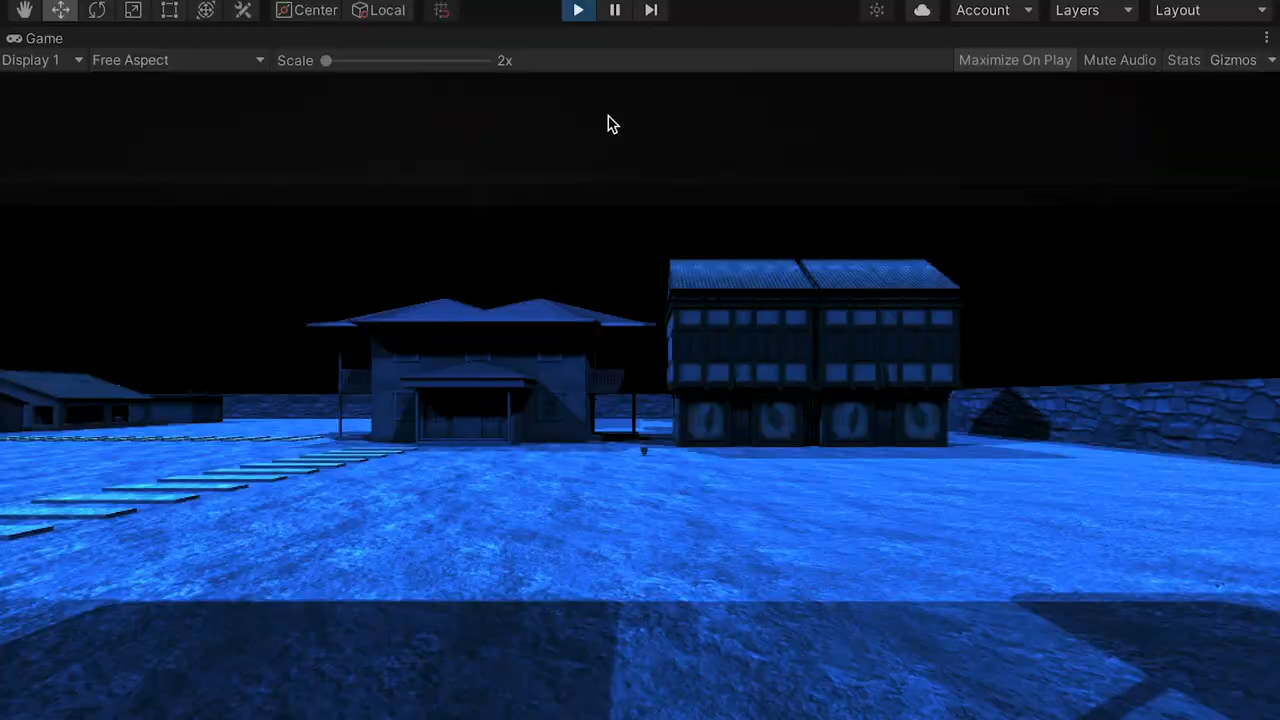 Center Local Account Layers Layout
Game
Display 1 Free Aspect Scale 2x Maximize On Play Mute Audio Stats Gizmos